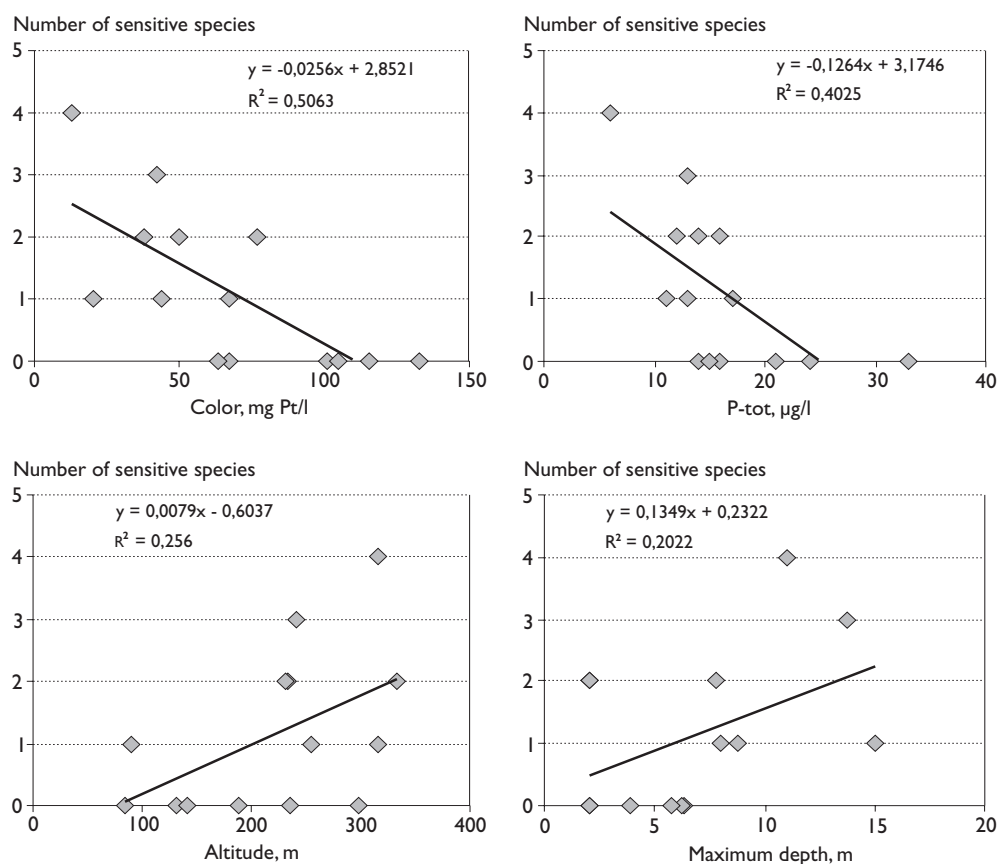 Number of sensitive species
5
4
3
2
1
0
y = -0,0256x + 2,8521
R² = 0,5063
0 50 100 150
Color, mg Pt/l
Number of sensitive species
5
4
3
2
1
0
y = -0,1264x + 3,1746
R² = 0,4025
0 10 20 30 40
P-tot, µg/l
Number of sensitive species
5
4
3
2
1
0
y = 0,0079x - 0,6037
R² = 0,256
0 100 200 300 400
Altitude, m
Number of sensitive species
5
4
3
2
1
0
y = 0,1349x + 0,2322
R² = 0,2022
0 5 10 15 20
Maximum depth, m